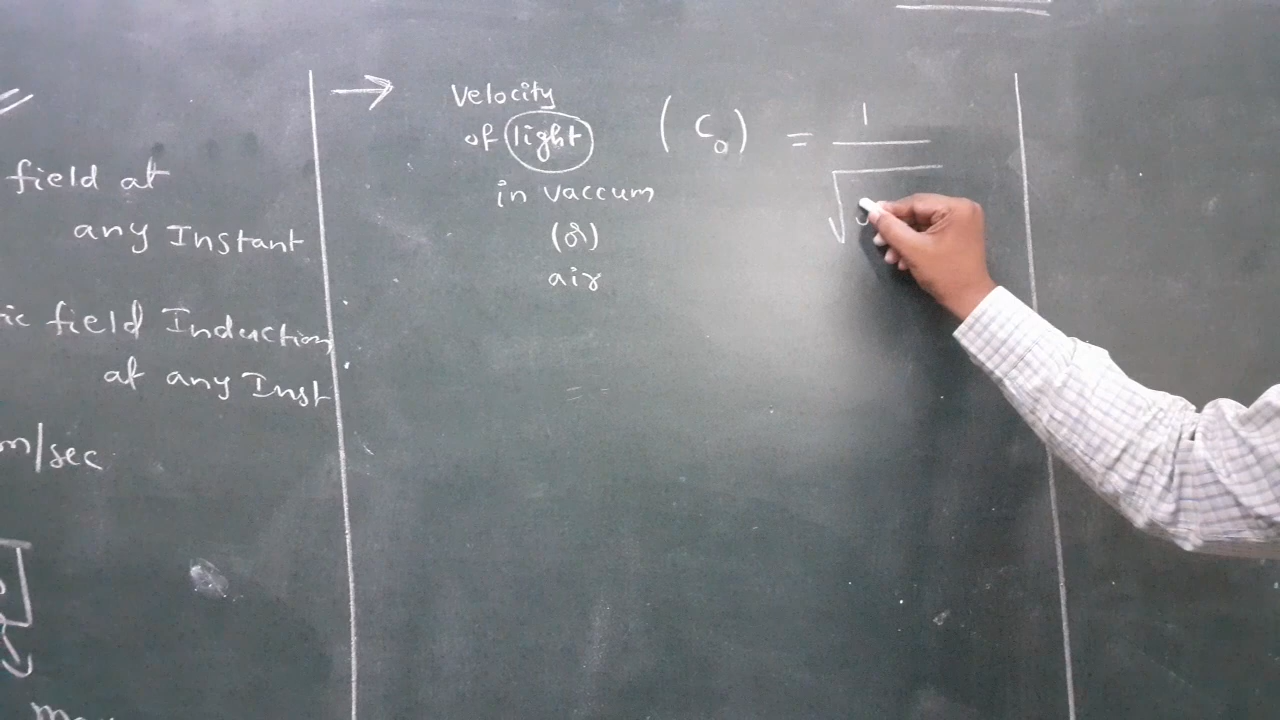 field at
any Instant
ic field Induction
at any Inst
m/sec
→ Velocity
of light (C₀) = 1
√
in vaccum
(or)
air